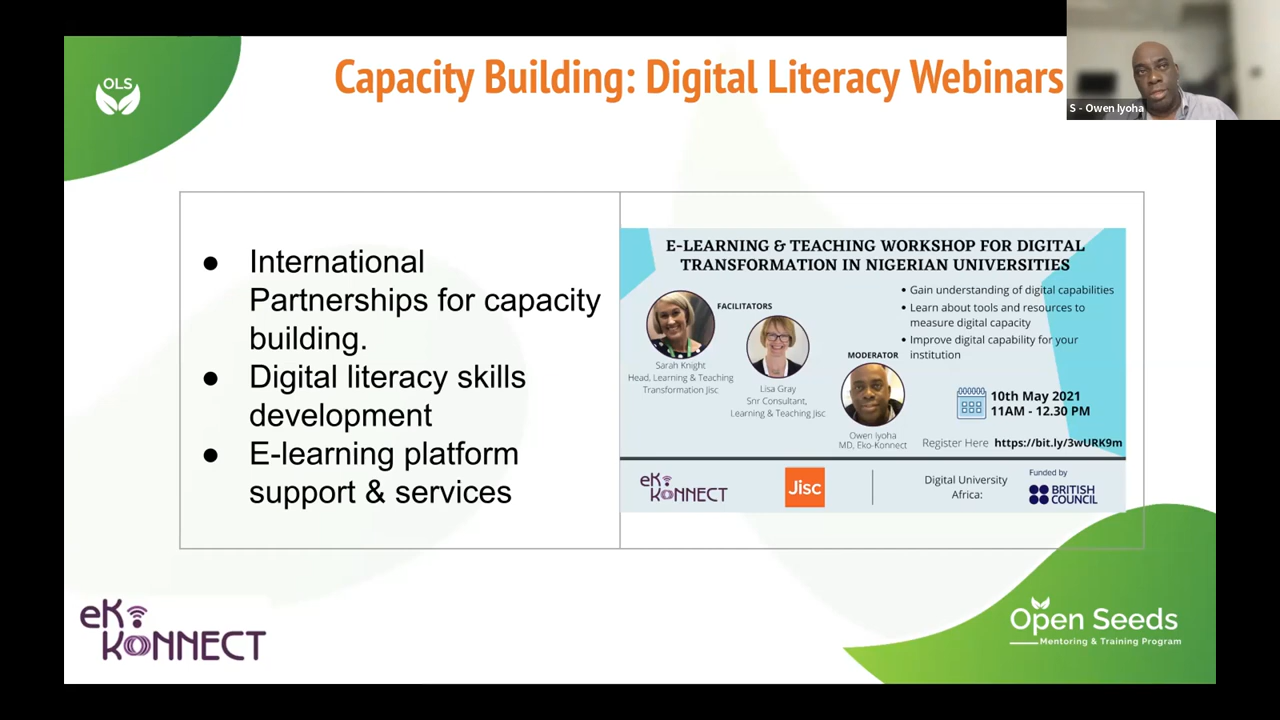 OLS
Capacity Building: Digital Literacy Webinars
S - Owen Iyoha
● International
Partnerships for capacity
building.
● Digital literacy skills
development
● E-learning platform
support & services
E-LEARNING & TEACHING WORKSHOP FOR DIGITAL
TRANSFORMATION IN NIGERIAN UNIVERSITIES
FACILITATORS
Sarah Knight
Head, Learning & Teaching
Transformation Jisc
Lisa Gray
Snr Consultant,
Learning & Teaching Jisc
MODERATOR
Owen Iyoha
MD, Eko-Konnect
• Gain understanding of digital capabilities
• Learn about tools and resources to
measure digital capacity
• Improve digital capability for your
institution
10th May 2021
11AM - 12.30 PM
Register Here https://bit.ly/3wURK9m
eK
KONNECT
Jisc
Digital University
Africa:
Funded by
BRITISH
COUNCIL
eK
KONNECT
Open Seeds
Mentoring & Training Program